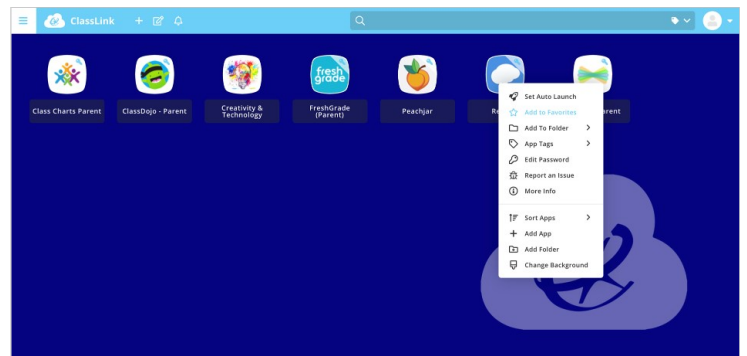 ClassLink
Class Charts Parent
ClassDojo - Parent
Creativity &
Technology
fresh
grade
FreshGrade
(Parent)
Peachjar
Set Auto Launch
Add to Favorites
Add To Folder
App Tags
Edit Password
Report an Issue
More Info
Sort Apps
Add App
Add Folder
Change Background